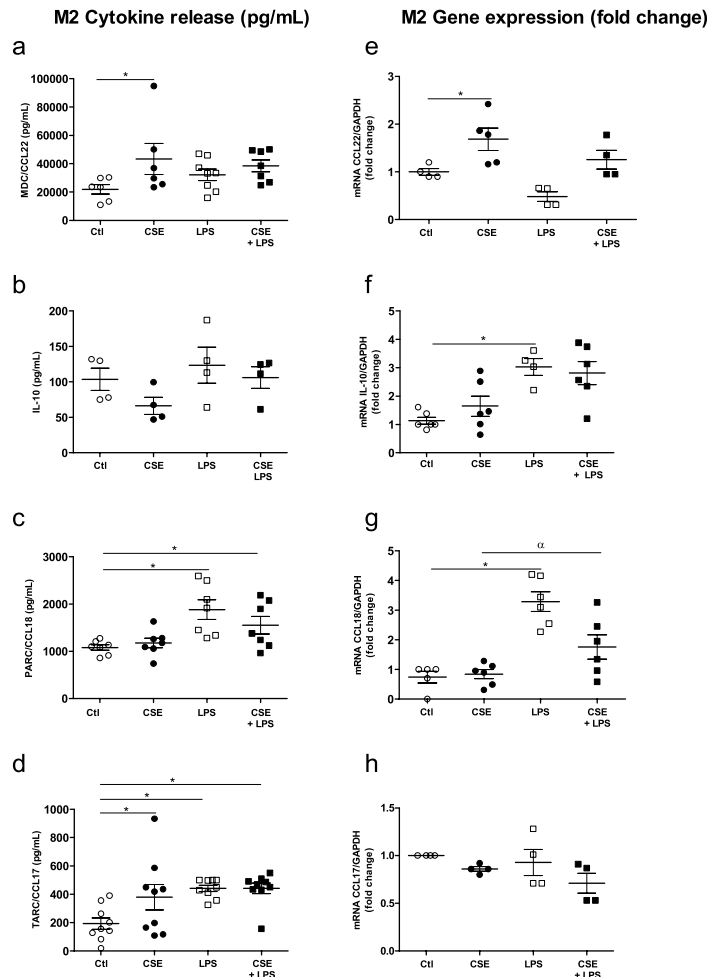 M2 Cytokine release (pg/mL)
M2 Gene expression (fold change)
a
*
MDC/CCL22 (pg/mL)
100000
80000
60000
40000
20000
0
Ctl
CSE
LPS
CSE
+ LPS
e
*
mRNA CCL22/GAPDH
(fold change)
3
2
1
0
Ctl
CSE
LPS
CSE
+ LPS
b
IL-10 (pg/mL)
200
150
100
50
0
Ctl
CSE
LPS
CSE
LPS
f
*
mRNA IL-10/GAPDH
(fold change)
5
4
3
2
1
0
Ctl
CSE
LPS
CSE
+ LPS
c
*
*
PARC/CCL18 (pg/mL)
3000
2000
1000
0
Ctl
CSE
LPS
CSE
+ LPS
g
α
*
mRNA CCL18/GAPDH
(fold change)
5
4
3
2
1
0
Ctl
CSE
LPS
CSE
+ LPS
d
*
*
*
TARC/CCL17 (pg/mL)
1000
800
600
400
200
0
Ctl
CSE
LPS
CSE
+ LPS
h
mRNA CCL17/GAPDH
(fold change)
1.5
1.0
0.5
0.0
Ctl
CSE
LPS
CSE
+ LPS